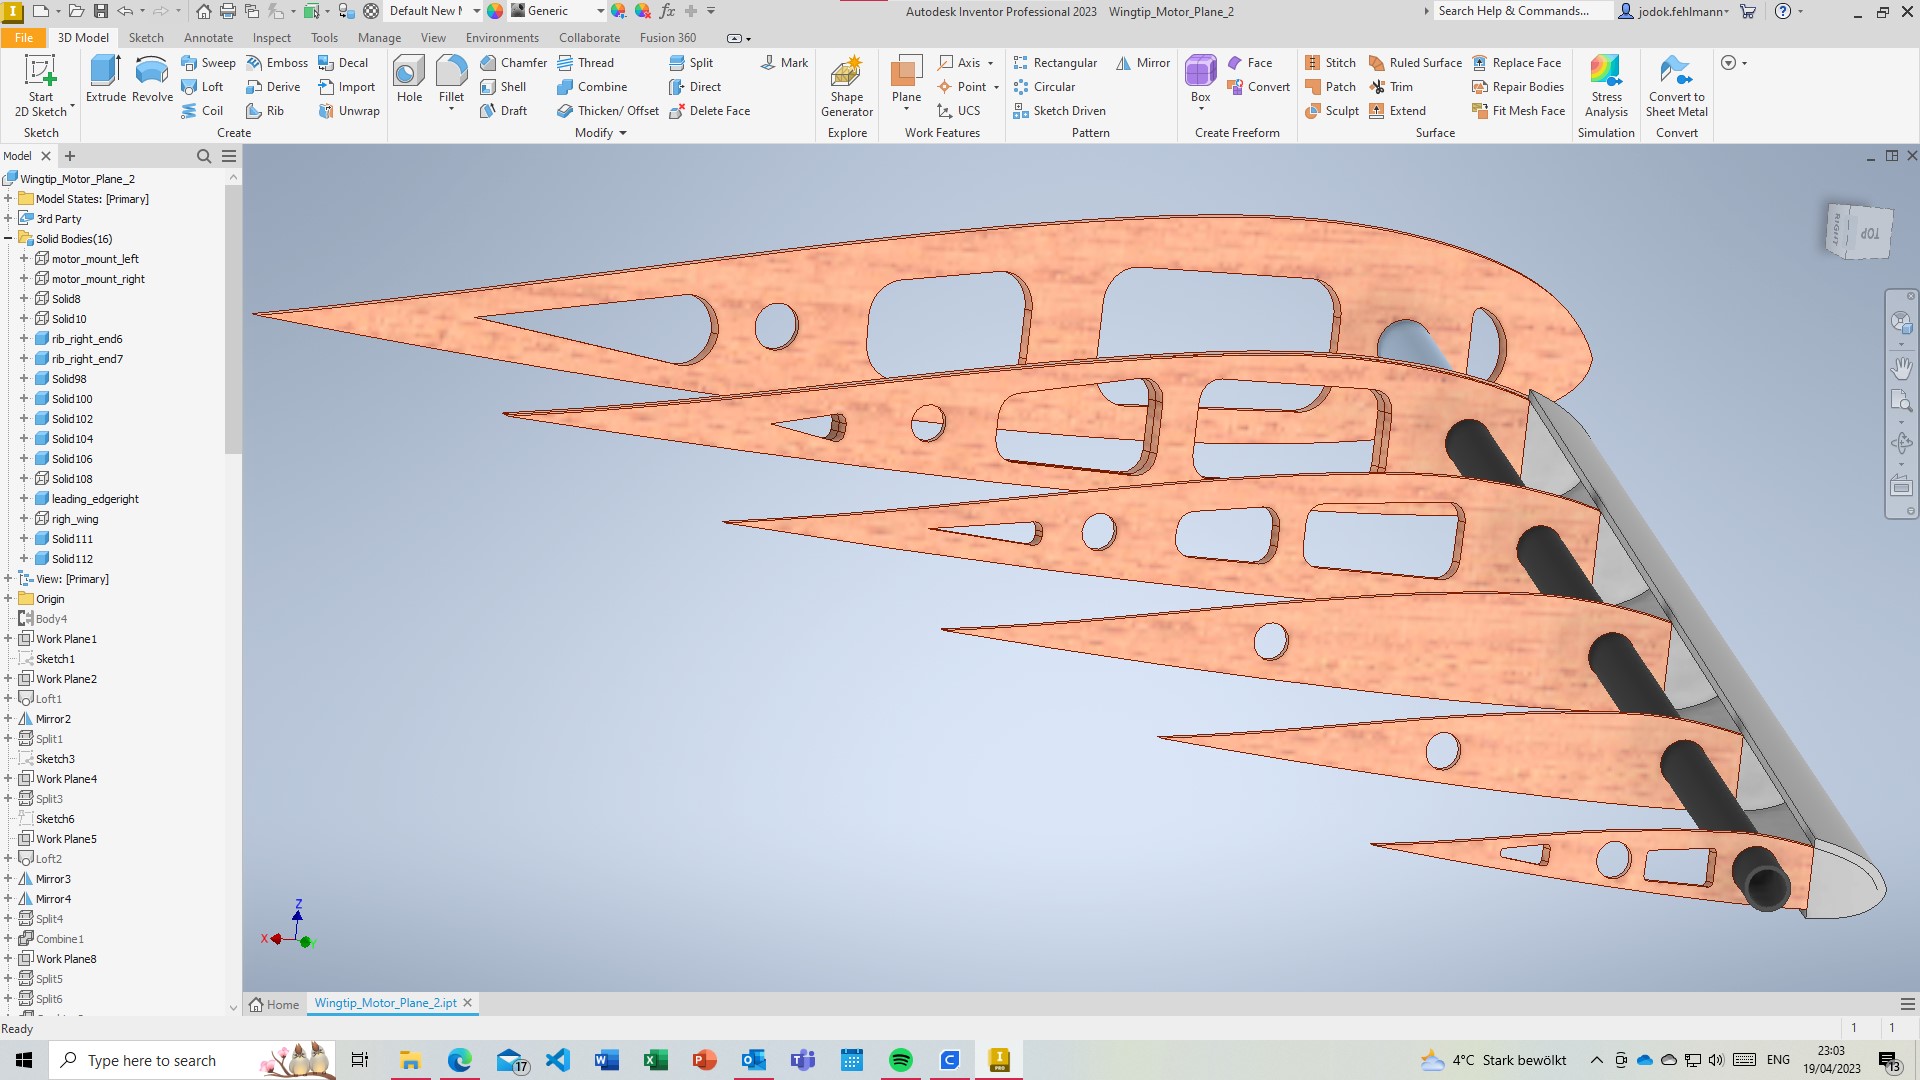 Default New M
Generic
Autodesk Inventor Professional 2023 Wingtip_Motor_Plane_2
Search Help & Commands...
jodok.fehlmann
File
3D Model
Sketch
Annotate
Inspect
Tools
Manage
View
Environments
Collaborate
Fusion 360
Start
2D Sketch
Sketch
Extrude
Revolve
Sweep
Loft
Coil
Emboss
Derive
Rib
Decal
Import
Unwrap
Create
Hole
Fillet
Chamfer
Shell
Draft
Thread
Combine
Thicken/ Offset
Split
Direct
Delete Face
Mark
Modify
Shape
Generator
Explore
Plane
Axis
Point
UCS
Work Features
Rectangular
Circular
Sketch Driven
Mirror
Pattern
Box
Face
Convert
Create Freeform
Stitch
Patch
Sculpt
Ruled Surface
Trim
Extend
Replace Face
Repair Bodies
Fit Mesh Face
Surface
Stress
Analysis
Simulation
Convert to
Sheet Metal
Convert
Model
Wingtip_Motor_Plane_2
Model States: [Primary]
3rd Party
Solid Bodies(16)
motor_mount_left
motor_mount_right
Solid8
Solid10
rib_right_end6
rib_right_end7
Solid98
Solid100
Solid102
Solid104
Solid106
Solid108
leading_edgeright
righ_wing
Solid111
Solid112
View: [Primary]
Origin
Body4
Work Plane1
Sketch1
Work Plane2
Loft1
Mirror2
Split1
Sketch3
Work Plane4
Split3
Sketch6
Work Plane5
Loft2
Mirror3
Mirror4
Split4
Combine1
Work Plane8
Split5
Split6
RIGHT
TOP
Z
X
Y
Home
Wingtip_Motor_Plane_2.ipt
Ready
1 1
Type here to search
17
4°C Stark bewölkt
ENG
23:03
19/04/2023
13